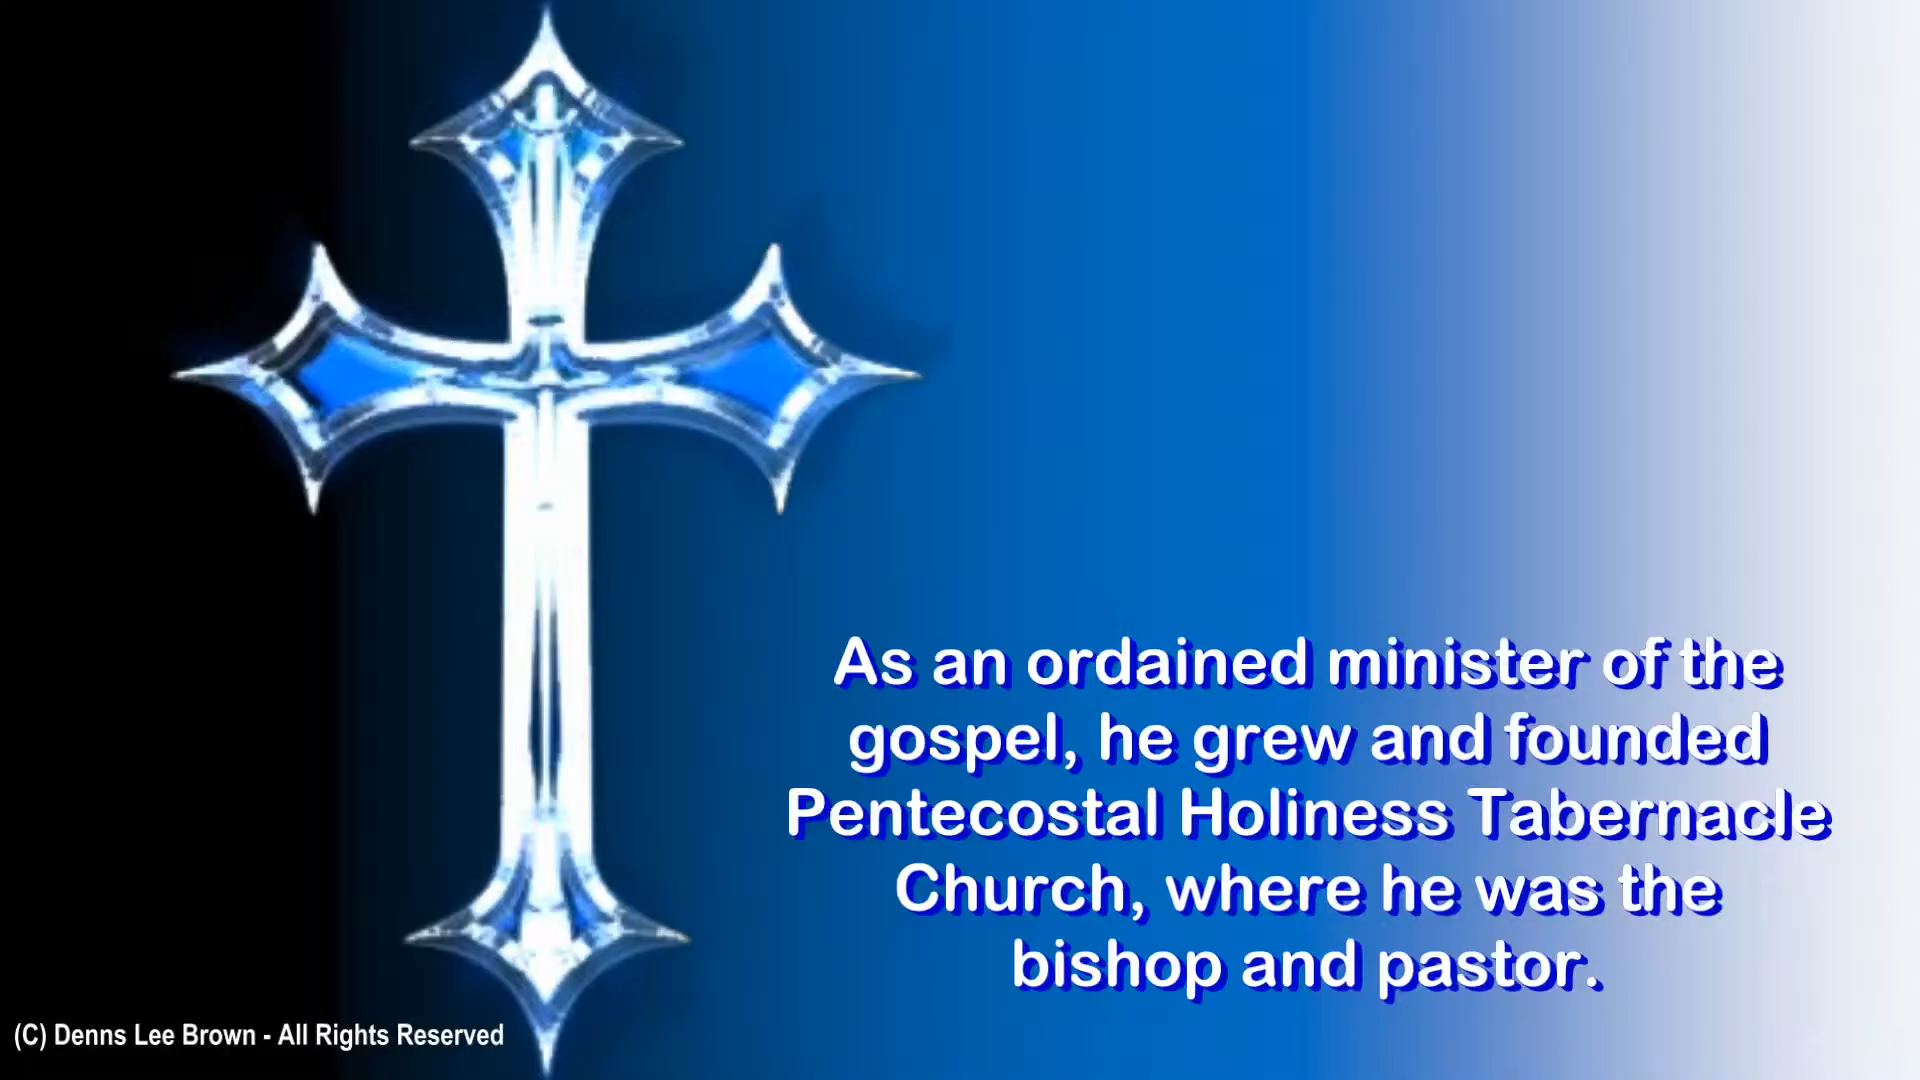 As an ordained minister of the
gospel, he grew and founded
Pentecostal Holiness Tabernacle
Church, where he was the
bishop and pastor.
(C) Denns Lee Brown - All Rights Reserved